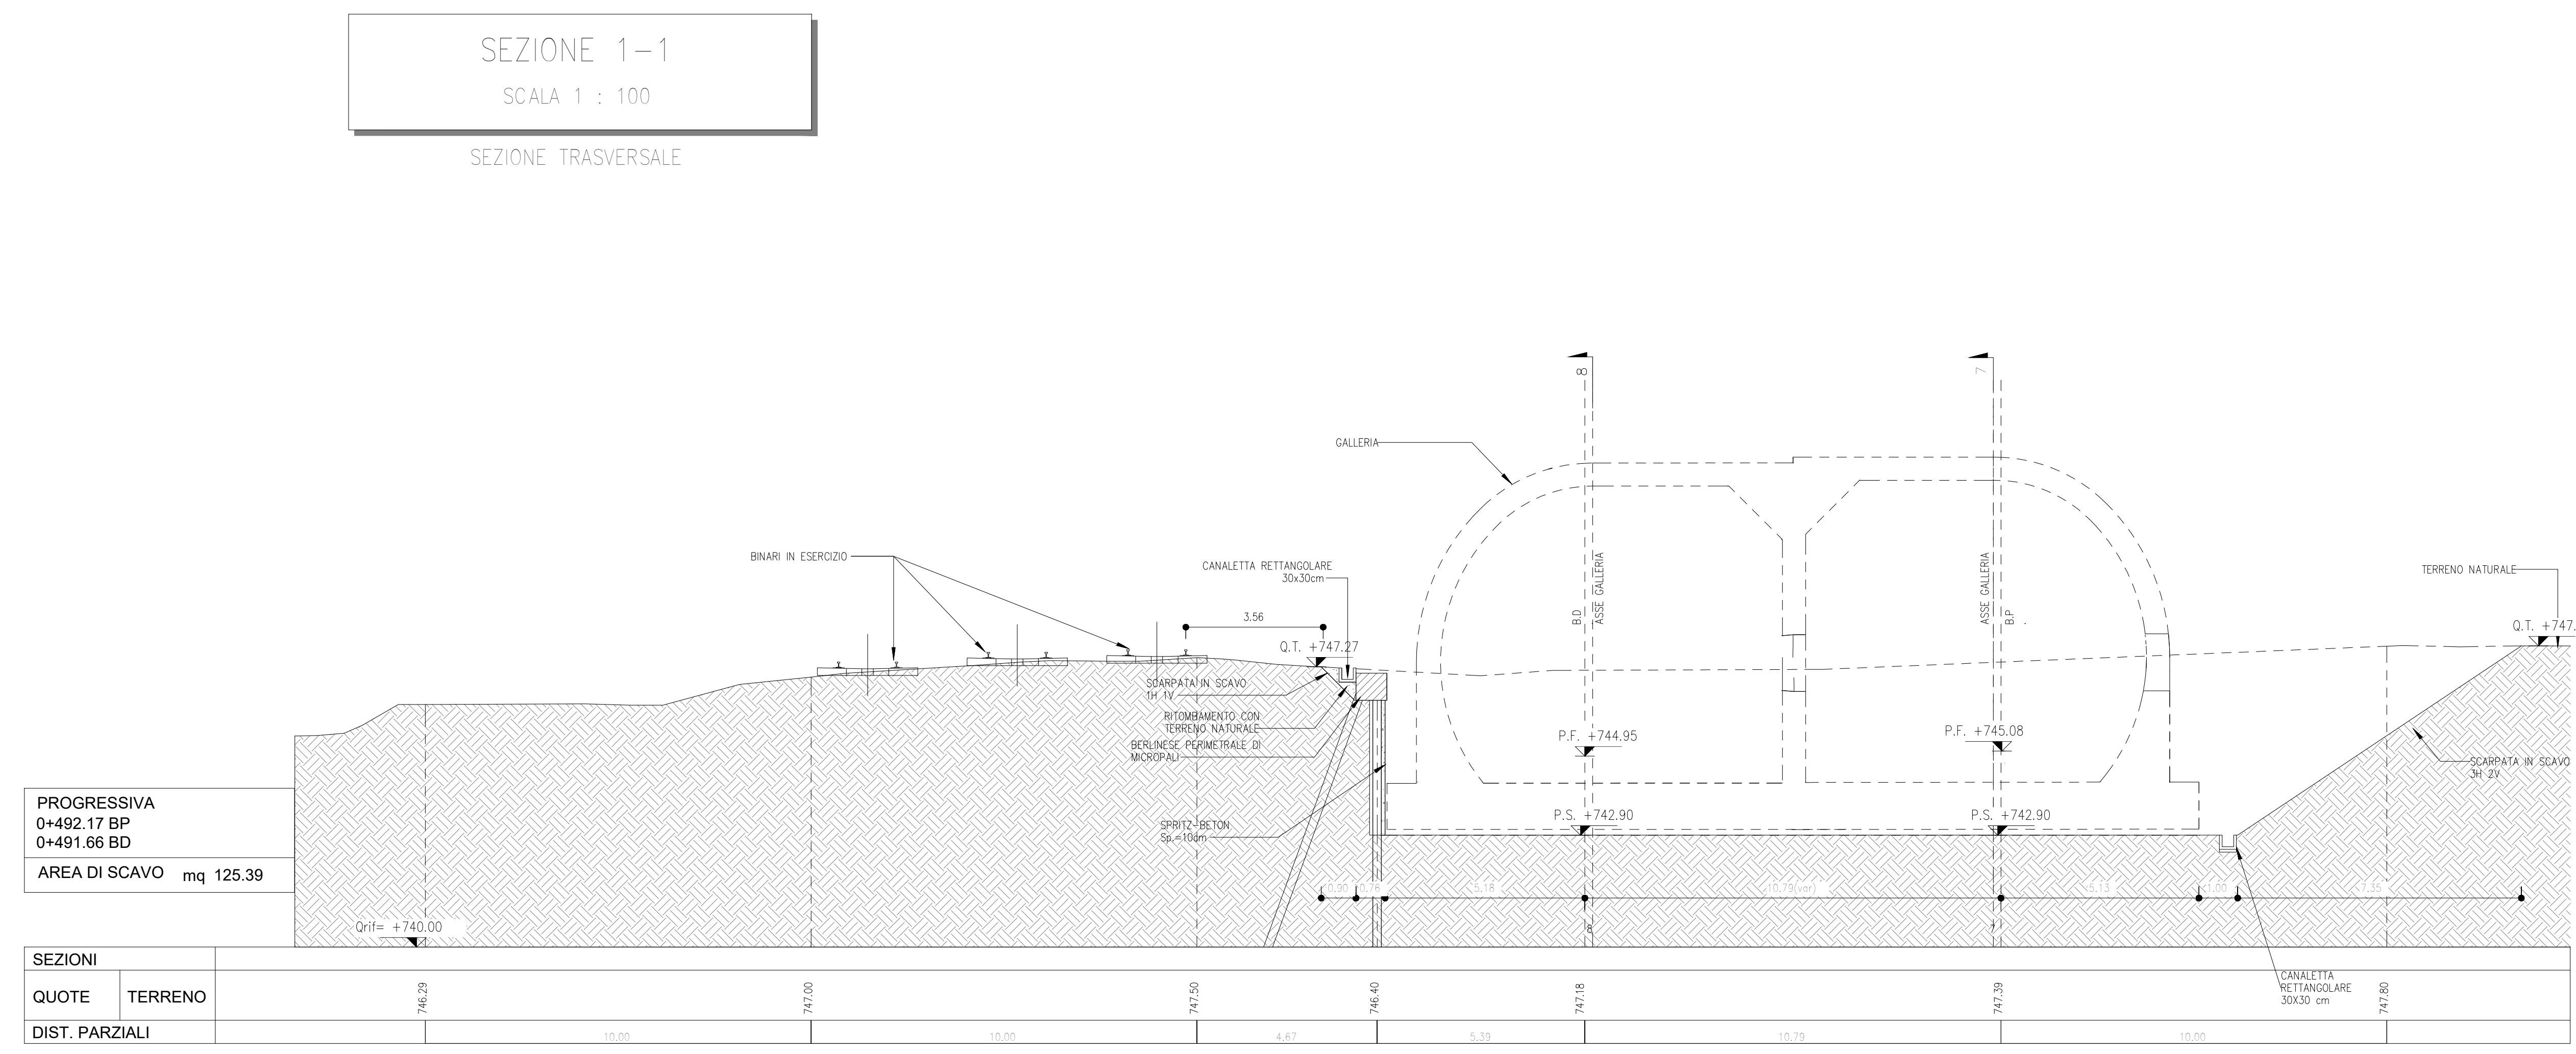 SEZIONE 1-1
SCALA 1 : 100
SEZIONE TRASVERSALE
8
7
GALLERIA
BINARI IN ESERCIZIO
CANALETTA RETTANGOLARE
30x30cm
3.56
Q.T. +747.27
B.D
ASSE GALLERIA
ASSE GALLERIA
B.P.
TERRENO NATURALE
Q.T. +747.
SCARPATA IN SCAVO
1H 1V
RITOMBAMENTO CON
TERRENO NATURALE
BERLINESE PERIMETRALE DI
MICROPALI
P.F. +744.95
P.F. +745.08
SCARPATA IN SCAVO
3H 2V
SPRITZ-BETON
Sp.=10cm
P.S. +742.90
P.S. +742.90
PROGRESSIVA
0+492.17 BP
0+491.66 BD
AREA DI SCAVO mq 125.39
0.90 0.76 5.18 10.79(var) 5.13 1.00 7.35
Qrif= +740.00
8
7
SEZIONI
QUOTE TERRENO 746.29 747.00 747.50 746.40 747.18 747.39 747.80
CANALETTA
RETTANGOLARE
30X30 cm
DIST. PARZIALI 10.00 10.00 4.67 5.39 10.79 10.00